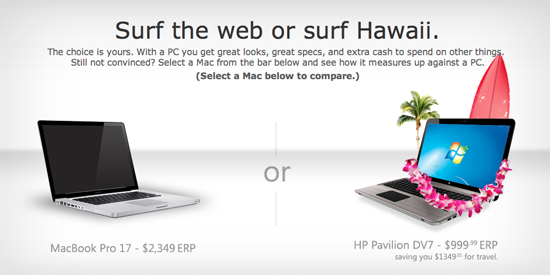 Surf the web or surf Hawaii.
The choice is yours. With a PC you get great looks, great specs, and extra cash to spend on other things.
Still not convinced? Select a Mac from the bar below and see how it measures up against a PC.
(Select a Mac below to compare.)
or
MacBook Pro 17 - $2,349 ERP
HP Pavilion DV7 - $999.99 ERP
saving you $1349.01 for travel.